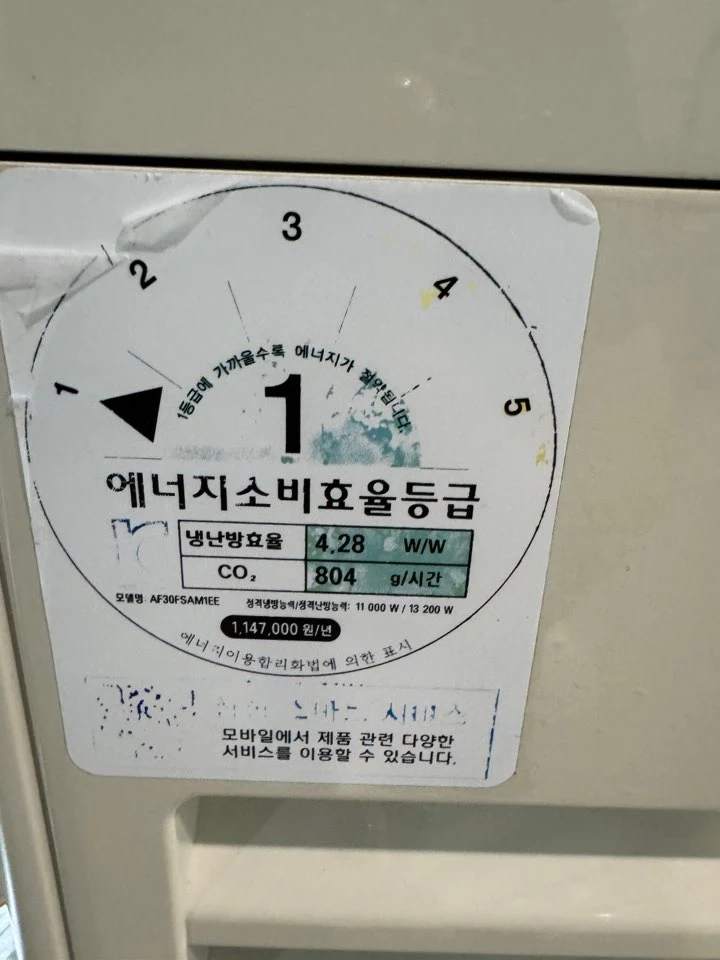 1 2 3 4 5
1등급에 가까울수록 에너지가 절약됩니다.
1
에너지소비효율등급
냉난방효율 4.28 W/W
CO₂ 804 g/시간
모델명: AF30FSAM1EE 정격냉방능력/정격난방능력: 11 000 W / 13 200 W
1,147,000 원/년
에너지이용합리화법에 의한 표시
모바일에서 제품 관련 다양한
서비스를 이용할 수 있습니다.